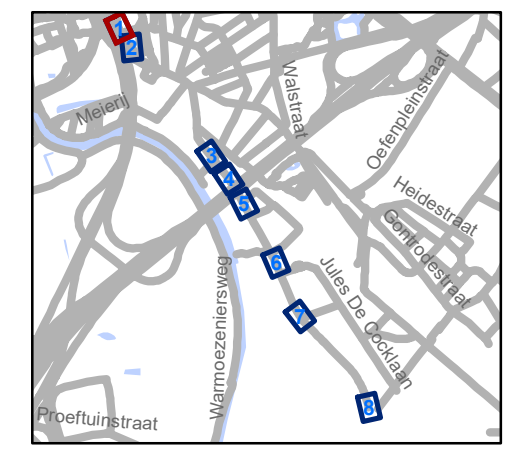 1
2
Walstraat
Oefenpleinstraat
Meierij
3
4
5
Heidestraat
Gontrodestraat
6
Jules De Cocklaan
Warmoezeniersweg
7
8
Proeftuinstraat